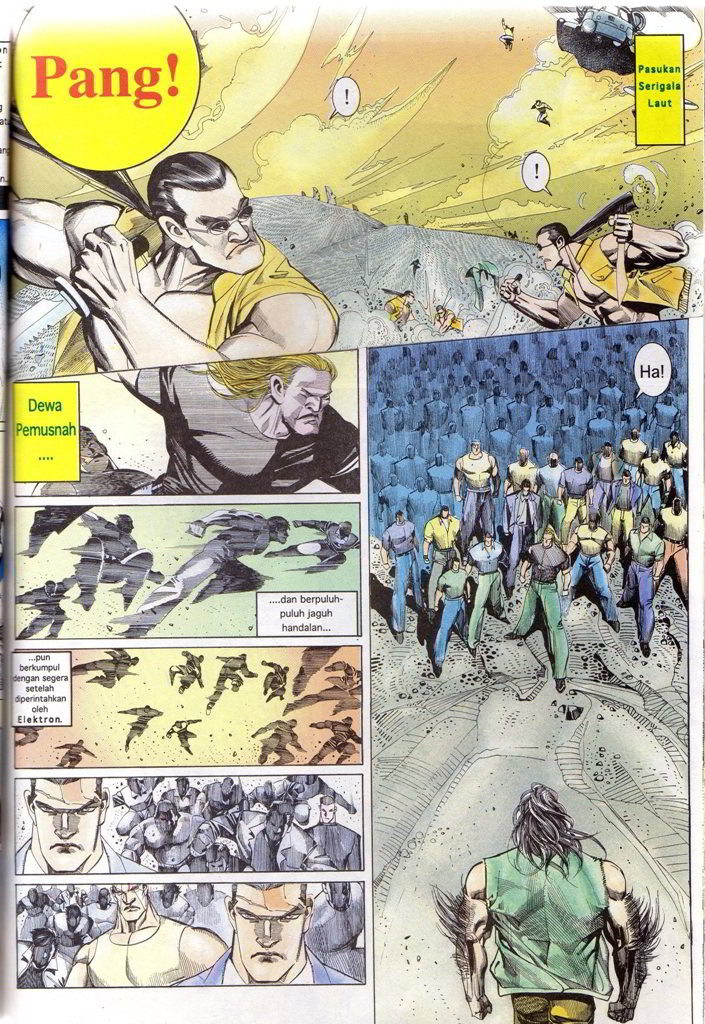 Pang!
!
!
Pasukan
Serigala
Laut
Dewa
Pemusnah
....
....dan berpuluh-
puluh jaguh
handalan...
...pun
berkumpul
dengan segera
setelah
diperintahkan
oleh
Elektron.
Ha!